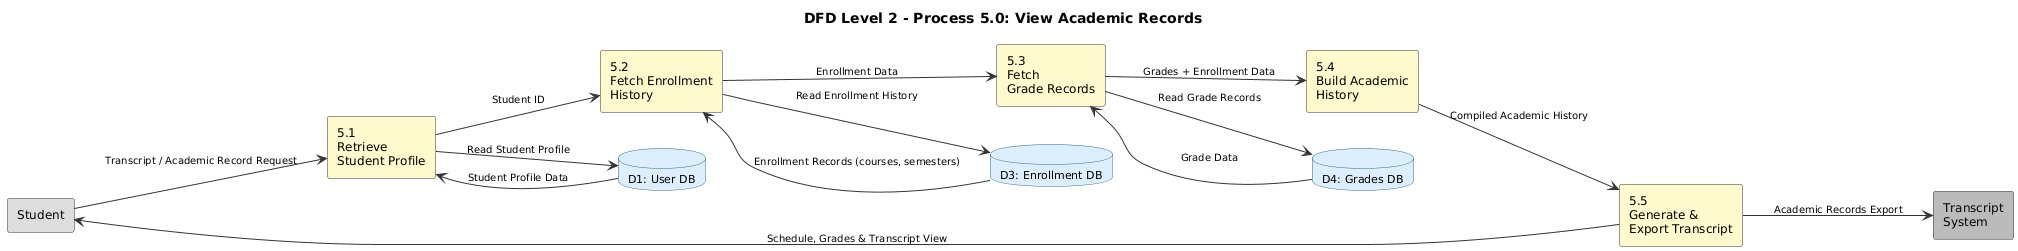 DFD Level 2 - Process 5.0: View Academic Records
Student
Transcript / Academic Record Request
5.1
Retrieve
Student Profile
Student ID
Read Student Profile
Student Profile Data
D1: User DB
5.2
Fetch Enrollment
History
Enrollment Data
Read Enrollment History
Enrollment Records (courses, semesters)
D3: Enrollment DB
5.3
Fetch
Grade Records
Grades + Enrollment Data
Read Grade Records
Grade Data
D4: Grades DB
5.4
Build Academic
History
Compiled Academic History
5.5
Generate &
Export Transcript
Academic Records Export
Transcript
System
Schedule, Grades & Transcript View